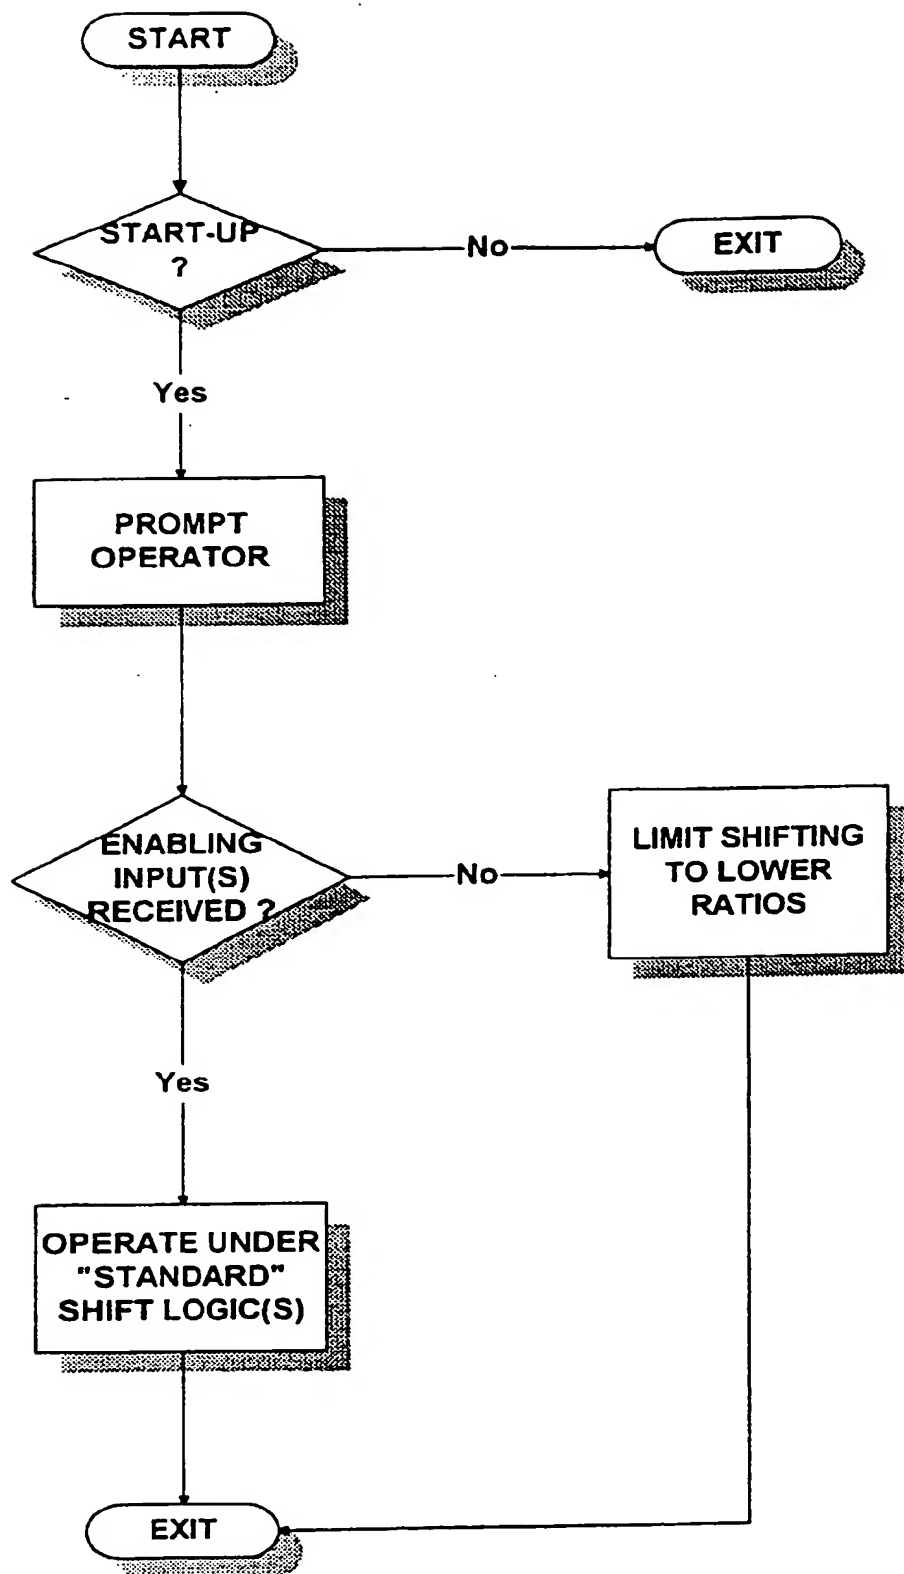 START
START-UP
?
No
EXIT
Yes
PROMPT
OPERATOR
ENABLING
INPUT(S)
RECEIVED ?
No
LIMIT SHIFTING
TO LOWER
RATIOS
Yes
OPERATE UNDER
"STANDARD"
SHIFT LOGIC(S)
EXIT